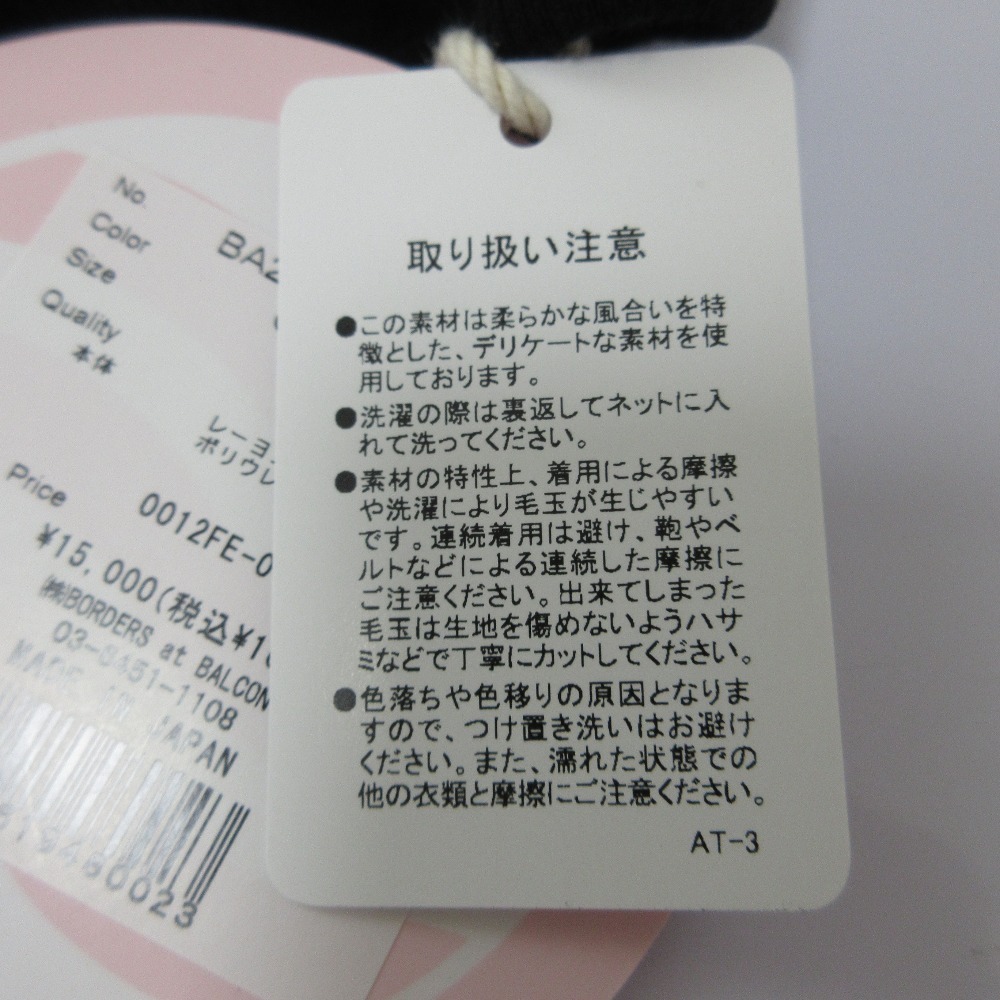 取り扱い注意
●この素材は柔らかな風合いを特
徴とした、デリケートな素材を使
用しております。
●洗濯の際は裏返してネットに入
れて洗ってください。
●素材の特性上、着用による摩擦
や洗濯により毛玉が生じやすい
です。連続着用は避け、鞄やベ
ルトなどによる連続した摩擦に
ご注意ください。出来てしまった
毛玉は生地を傷めないようハサ
ミなどで丁寧にカットしてください。
●色落ちや色移りの原因となりま
すので、つけ置き洗いはお避け
ください。また、濡れた状態での
他の衣類と摩擦にご注意ください。
AT-3
No.
BA2
Color
Size
Quality
本体
レーヨ
ポリウレ
Price
0012FE-0
¥15,000(税込¥1
㈱BORDERS at BALCON
03-6451-1108
MADE IN JAPAN